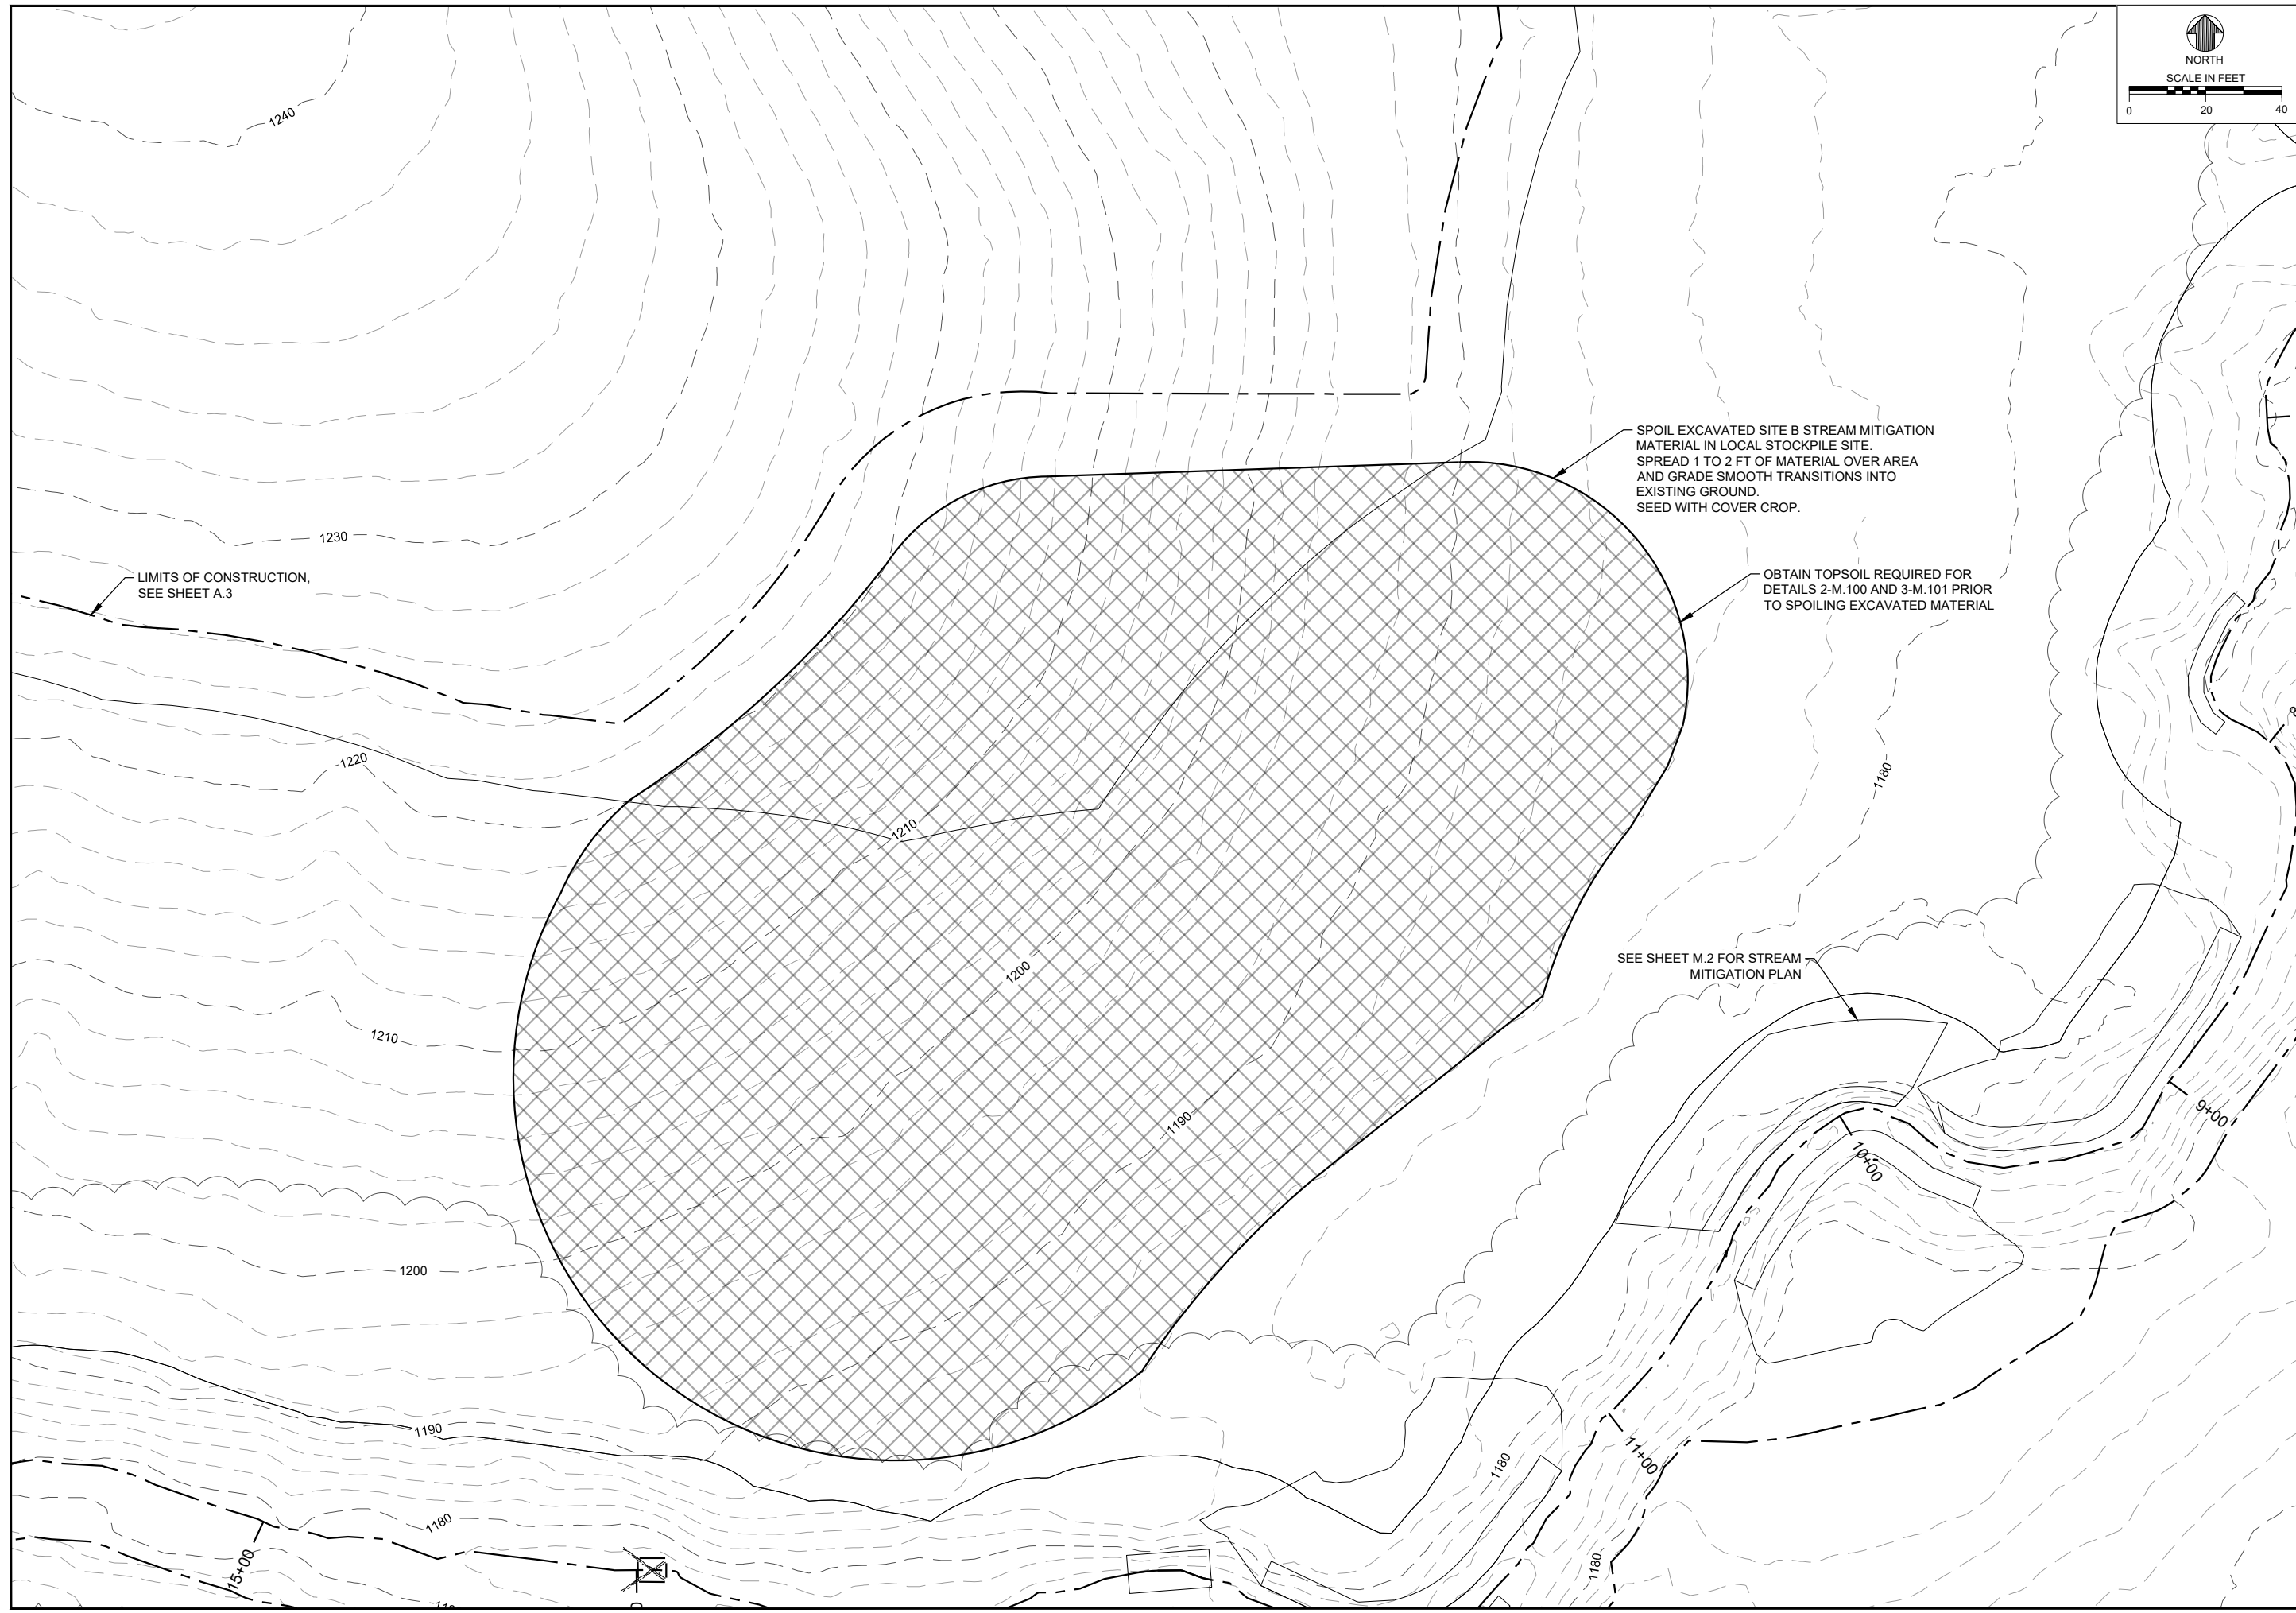 NORTH
SCALE IN FEET
0 20 40
1240
SPOIL EXCAVATED SITE B STREAM MITIGATION
MATERIAL IN LOCAL STOCKPILE SITE.
SPREAD 1 TO 2 FT OF MATERIAL OVER AREA
AND GRADE SMOOTH TRANSITIONS INTO
EXISTING GROUND.
SEED WITH COVER CROP.
1230
LIMITS OF CONSTRUCTION,
SEE SHEET A.3
OBTAIN TOPSOIL REQUIRED FOR
DETAILS 2-M.100 AND 3-M.101 PRIOR
TO SPOILING EXCAVATED MATERIAL
1220
1180
1210
SEE SHEET M.2 FOR STREAM
MITIGATION PLAN
1200
1210
1190
9+00
10+00
1200
1190
11+00
1180
1180
15+00
1180